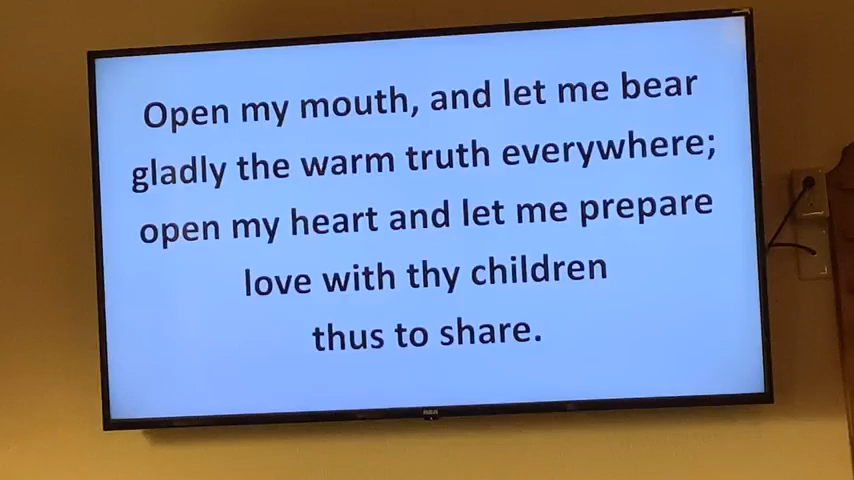 Open my mouth, and let me bear
gladly the warm truth everywhere;
open my heart and let me prepare
love with thy children
thus to share.
RCA